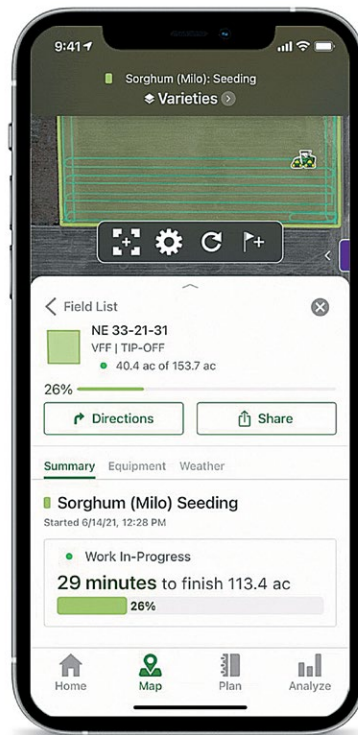 9:41
Sorghum (Milo): Seeding
Varieties
Field List
NE 33-21-31
VFF | TIP-OFF
40.4 ac of 153.7 ac
26%
Directions
Share
Summary Equipment Weather
Sorghum (Milo) Seeding
Started 6/14/21, 12:28 PM
Work In-Progress
29 minutes to finish 113.4 ac
26%
Home Map Plan Analyze